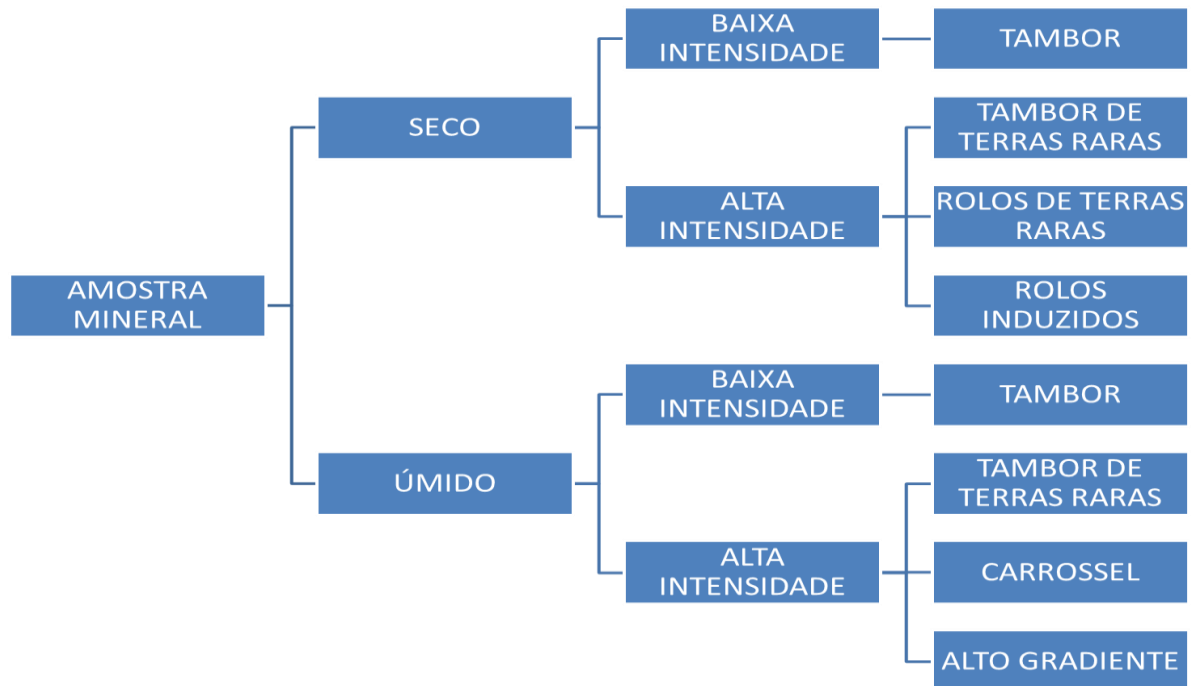 AMOSTRA
MINERAL
SECO
BAIXA
INTENSIDADE
TAMBOR
ALTA
INTENSIDADE
TAMBOR DE
TERRAS RARAS
ROLOS DE TERRAS
RARAS
ROLOS
INDUZIDOS
ÚMIDO
BAIXA
INTENSIDADE
TAMBOR
ALTA
INTENSIDADE
TAMBOR DE
TERRAS RARAS
CARROSSEL
ALTO GRADIENTE